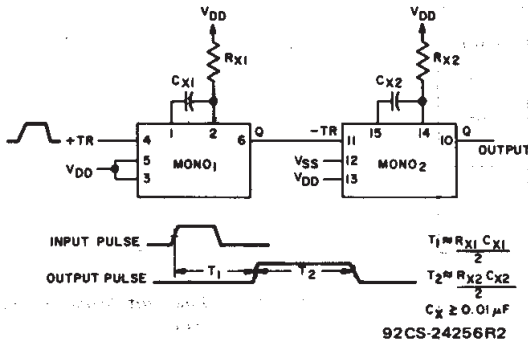 VDD VDD
RX1 RX2
CX1 CX2
1 2 15 14
+TR 4 6 Q -TR 11 10 Q OUTPUT
VDD 5 3 MONO1 VSS 12 MONO2
VDD 13
INPUT PULSE
T1 T2
OUTPUT PULSE
T1 ≈ RX1 CX1
2
T2 ≈ RX2 CX2
2
CX ≥ 0.01 μF
92CS-24256R2